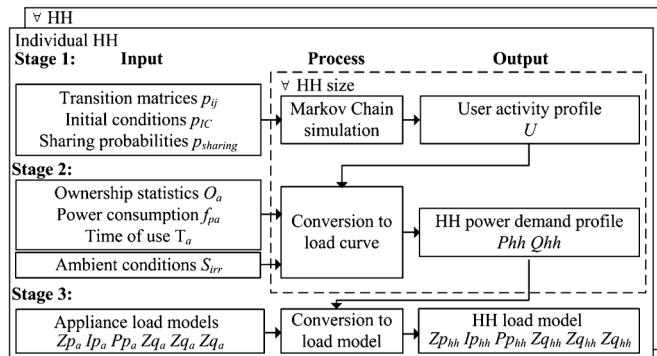 ∀ HH
Individual HH
Stage 1: Input Process Output
∀ HH size
Transition matrices pij
Initial conditions pIC
Sharing probabilities psharing
Markov Chain
simulation
User activity profile
U
Stage 2:
Ownership statistics Oa
Power consumption fpa
Time of use Ta
Ambient conditions Sirr
Conversion to
load curve
HH power demand profile
Phh Qhh
Stage 3:
Appliance load models
Zpa Ipa Ppa Zqa Zqa Zqa
Conversion to
load model
HH load model
Zphh Iphh Pphh Zqhh Zqhh Zqhh